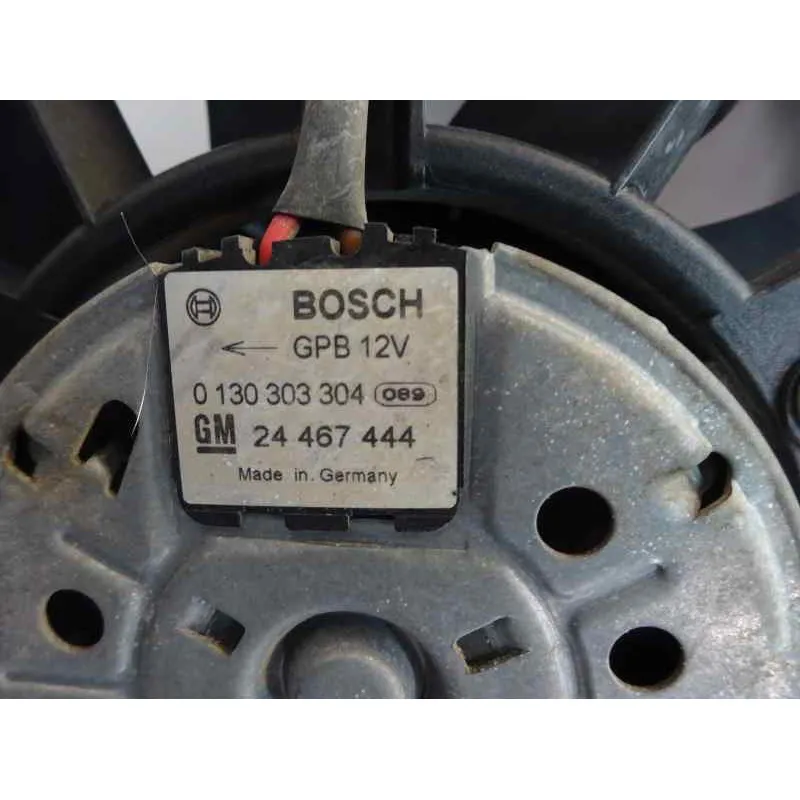 BOSCH
← GPB 12V
0 130 303 304 089
GM 24 467 444
Made in. Germany